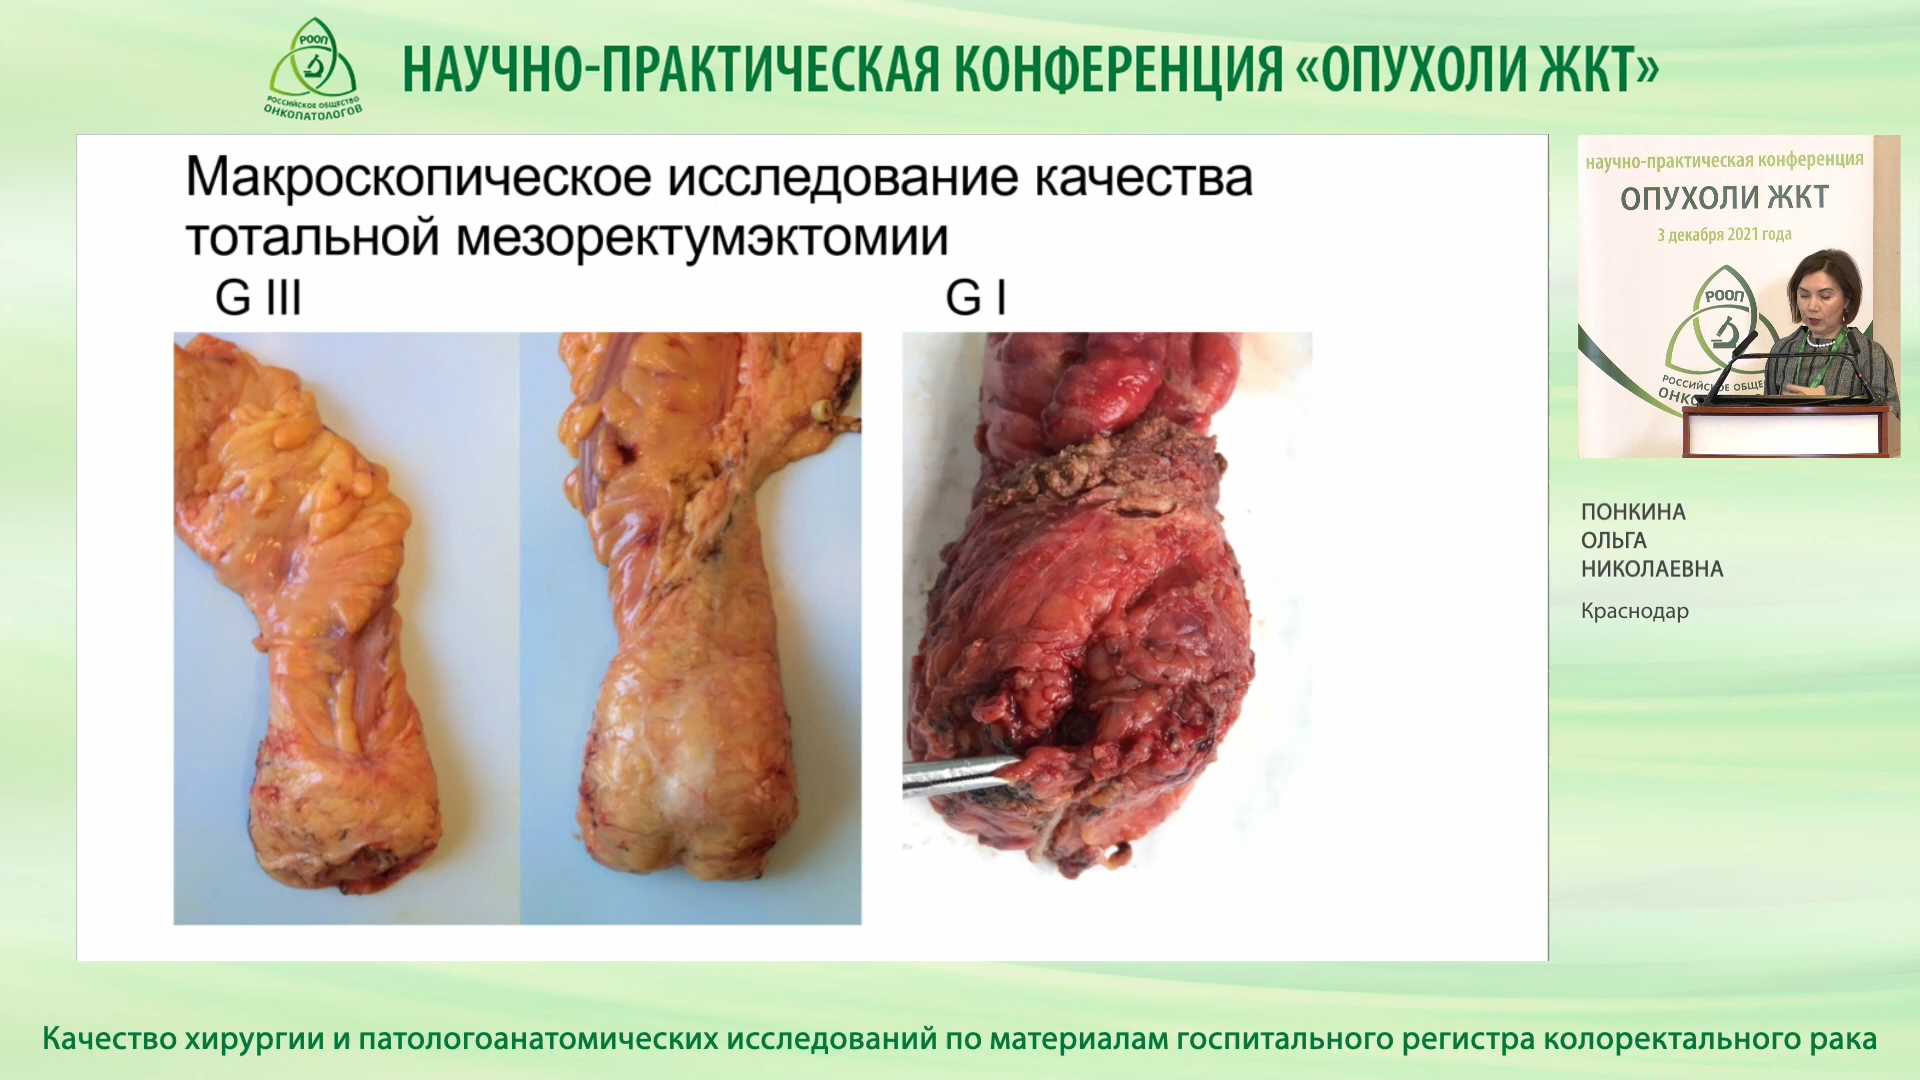 РООП
РОССИЙСКОЕ ОБЩЕСТВО
ОНКОПАТОЛОГОВ
НАУЧНО-ПРАКТИЧЕСКАЯ КОНФЕРЕНЦИЯ «ОПУХОЛИ ЖКТ»
Макроскопическое исследование качества
тотальной мезоректумэктомии
G III
G I
научно-практическая конференция
ОПУХОЛИ ЖКТ
3 декабря 2021 года
РООП
ПОНКИНА
ОЛЬГА
НИКОЛАЕВНА
Краснодар
Качество хирургии и патологоанатомических исследований по материалам госпитального регистра колоректального рака